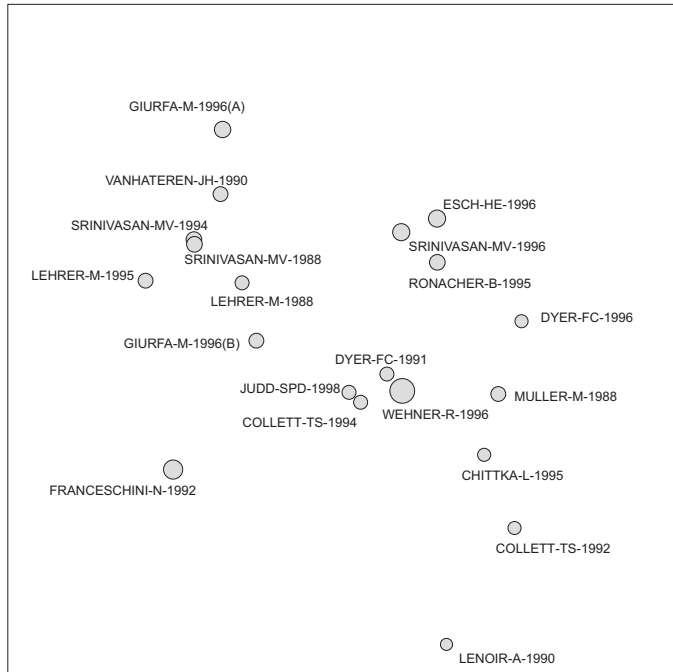 GIURFA-M-1996(A)
VANHATEREN-JH-1990
ESCH-HE-1996
SRINIVASAN-MV-1994
SRINIVASAN-MV-1996
SRINIVASAN-MV-1988
LEHRER-M-1995
RONACHER-B-1995
LEHRER-M-1988
DYER-FC-1996
GIURFA-M-1996(B)
DYER-FC-1991
JUDD-SPD-1998
MULLER-M-1988
WEHNER-R-1996
COLLETT-TS-1994
CHITTKA-L-1995
FRANCESCHINI-N-1992
COLLETT-TS-1992
LENOIR-A-1990